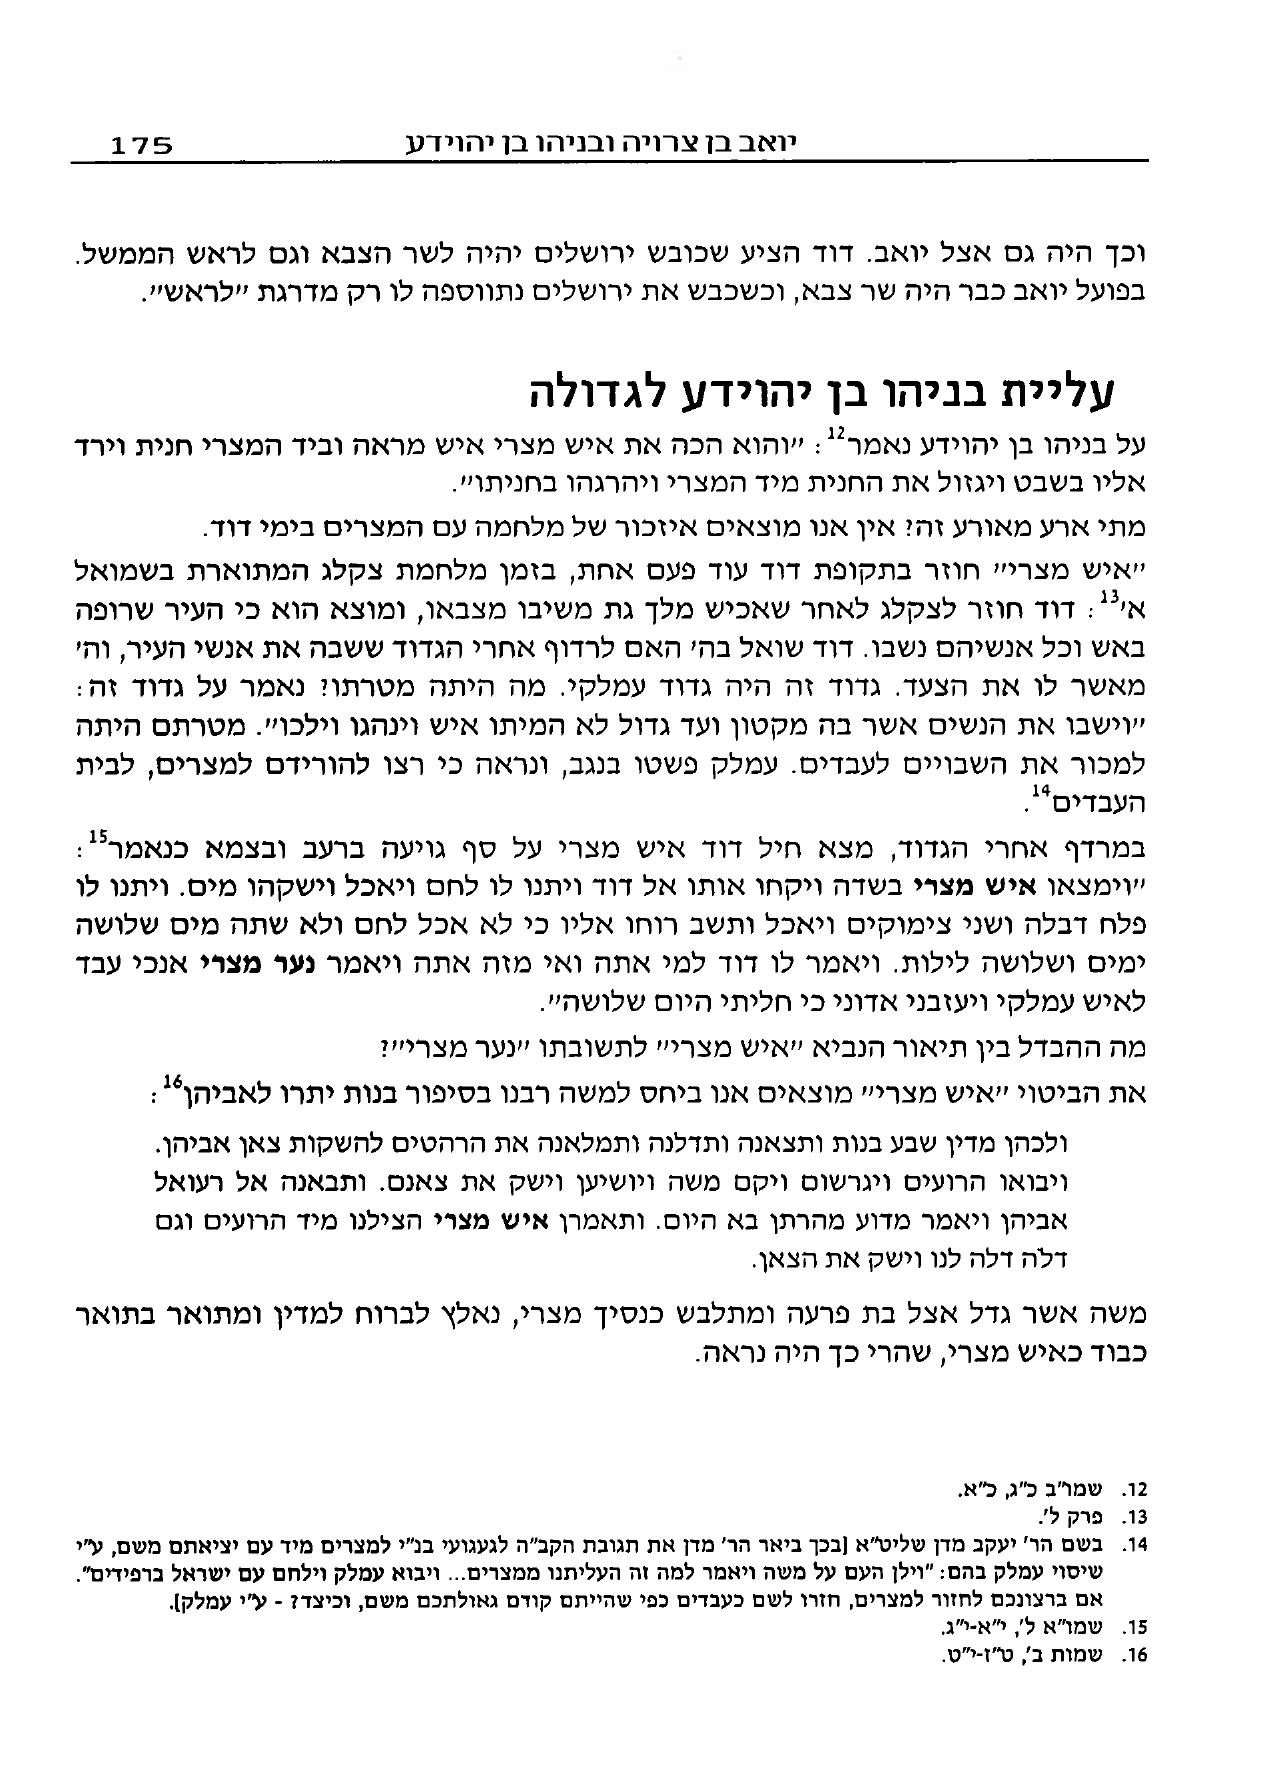 יואב בן צרויה ובניהו בן יהוידע 175
וכך היה גם אצל יואב. דוד הציע שכובש ירושלים יהיה לשר הצבא וגם לראש הממשל.
בפועל יואב כבר היה שר צבא, וכשכבש את ירושלים נתווספה לו רק מדרגת "לראש".
עליית בניהו בן יהוידע לגדולה
על בניהו בן יהוידע נאמר12: "והוא הכה את איש מצרי איש מראה וביד המצרי חנית וירד
אליו בשבט ויגזול את החנית מיד המצרי ויהרגהו בחניתו".
מתי ארע מאורע זה? אין אנו מוצאים איזכור של מלחמה עם המצרים בימי דוד.
"איש מצרי" חוזר בתקופת דוד עוד פעם אחת, בזמן מלחמת צקלג המתוארת בשמואל
א'13: דוד חוזר לצקלג לאחר שאכיש מלך גת משיבו מצבאו, ומוצא הוא כי העיר שרופה
באש וכל אנשיהם נשבו. דוד שואל בה' האם לרדוף אחרי הגדוד ששבה את אנשי העיר, וה'
מאשר לו את הצעד. גדוד זה היה גדוד עמלקי. מה היתה מטרתו? נאמר על גדוד זה:
"וישבו את הנשים אשר בה מקטון ועד גדול לא המיתו איש וינהגו וילכו". מטרתם היתה
למכור את השבויים לעבדים. עמלק פשטו בנגב, ונראה כי רצו להורידם למצרים, לבית
העבדים14.
במרדף אחרי הגדוד, מצא חיל דוד איש מצרי על סף גויעה ברעב ובצמא כנאמר15:
"וימצאו איש מצרי בשדה ויקחו אותו אל דוד ויתנו לו לחם ויאכל וישקהו מים. ויתנו לו
פלח דבלה ושני צימוקים ויאכל ותשב רוחו אליו כי לא אכל לחם ולא שתה מים שלושה
ימים ושלושה לילות. ויאמר לו דוד למי אתה ואי מזה אתה ויאמר נער מצרי אנכי עבד
לאיש עמלקי ויעזבני אדוני כי חליתי היום שלושה".
מה ההבדל בין תיאור הנביא "איש מצרי" לתשובתו "נער מצרי"?
את הביטוי "איש מצרי" מוצאים אנו ביחס למשה רבנו בסיפור בנות יתרו לאביהן16:
ולכהן מדין שבע בנות ותצאנה ותדלנה ותמלאנה את הרהטים להשקות צאן אביהן.
ויבואו הרועים ויגרשום ויקם משה ויושיען וישק את צאנם. ותבאנה אל רעואל
אביהן ויאמר מדוע מהרתן בא היום. ותאמרן איש מצרי הצילנו מיד הרועים וגם
דלה דלה לנו וישק את הצאן.
משה אשר גדל אצל בת פרעה ומתלבש כנסיך מצרי, נאלץ לברוח למדין ומתואר בתואר
כבוד כאיש מצרי, שהרי כך היה נראה.
12. שמו"ב כ"ג, כ"א.
13. פרק ל'.
14. בשם הר' יעקב מדן שליט"א [בכך ביאר הר' מדן את תגובת הקב"ה לגעגועי בנ"י למצרים מיד עם יציאתם משם, ע"י
שיסוי עמלק בהם: "וילן העם על משה ויאמר למה זה העליתנו ממצרים... ויבוא עמלק וילחם עם ישראל ברפידים".
אם ברצונכם לחזור למצרים, חזרו לשם כעבדים כפי שהייתם קודם גאולתכם משם, וכיצד? - ע"י עמלק].
15. שמו"א ל', י"א-י"ג.
16. שמות ב', ט"ז-י"ט.